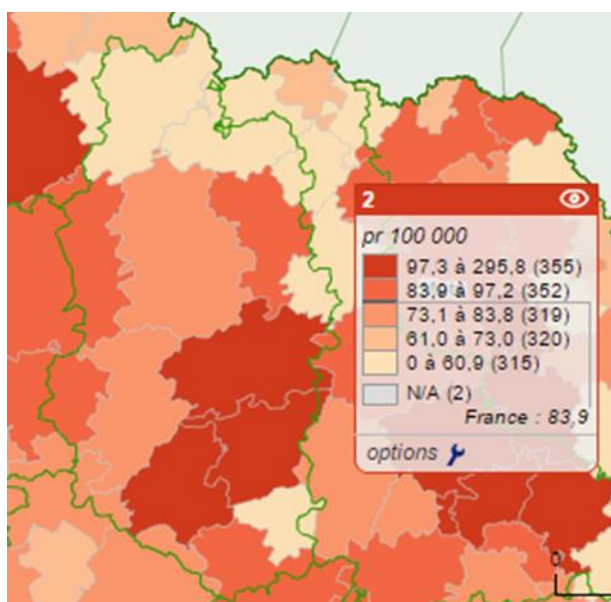 2
pr 100 000
97,3 à 295,8 (355)
83,9 à 97,2 (352)
73,1 à 83,8 (319)
61,0 à 73,0 (320)
0 à 60,9 (315)
N/A (2)
France : 83,9
options
0